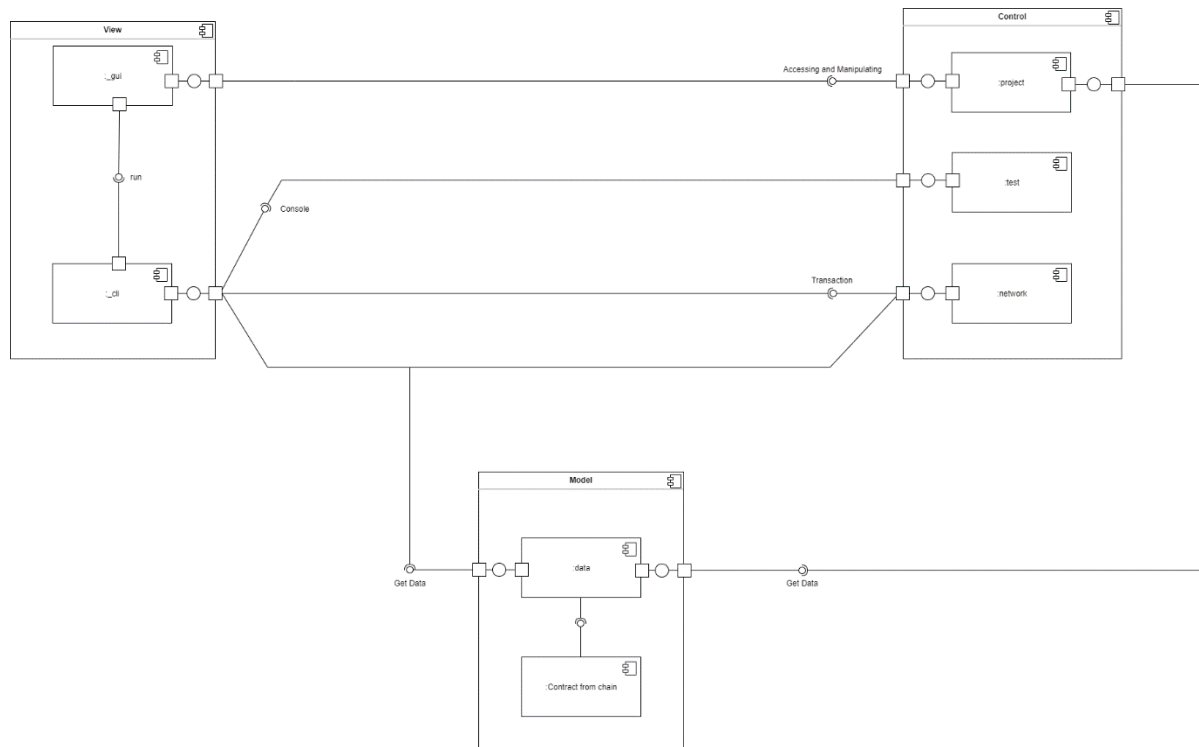 View
Control
:_gui
Accessing and Manipulating
:project
run
:test
Console
:_cli
Transaction
:network
Model
:data
Get Data
Get Data
:Contract from chain